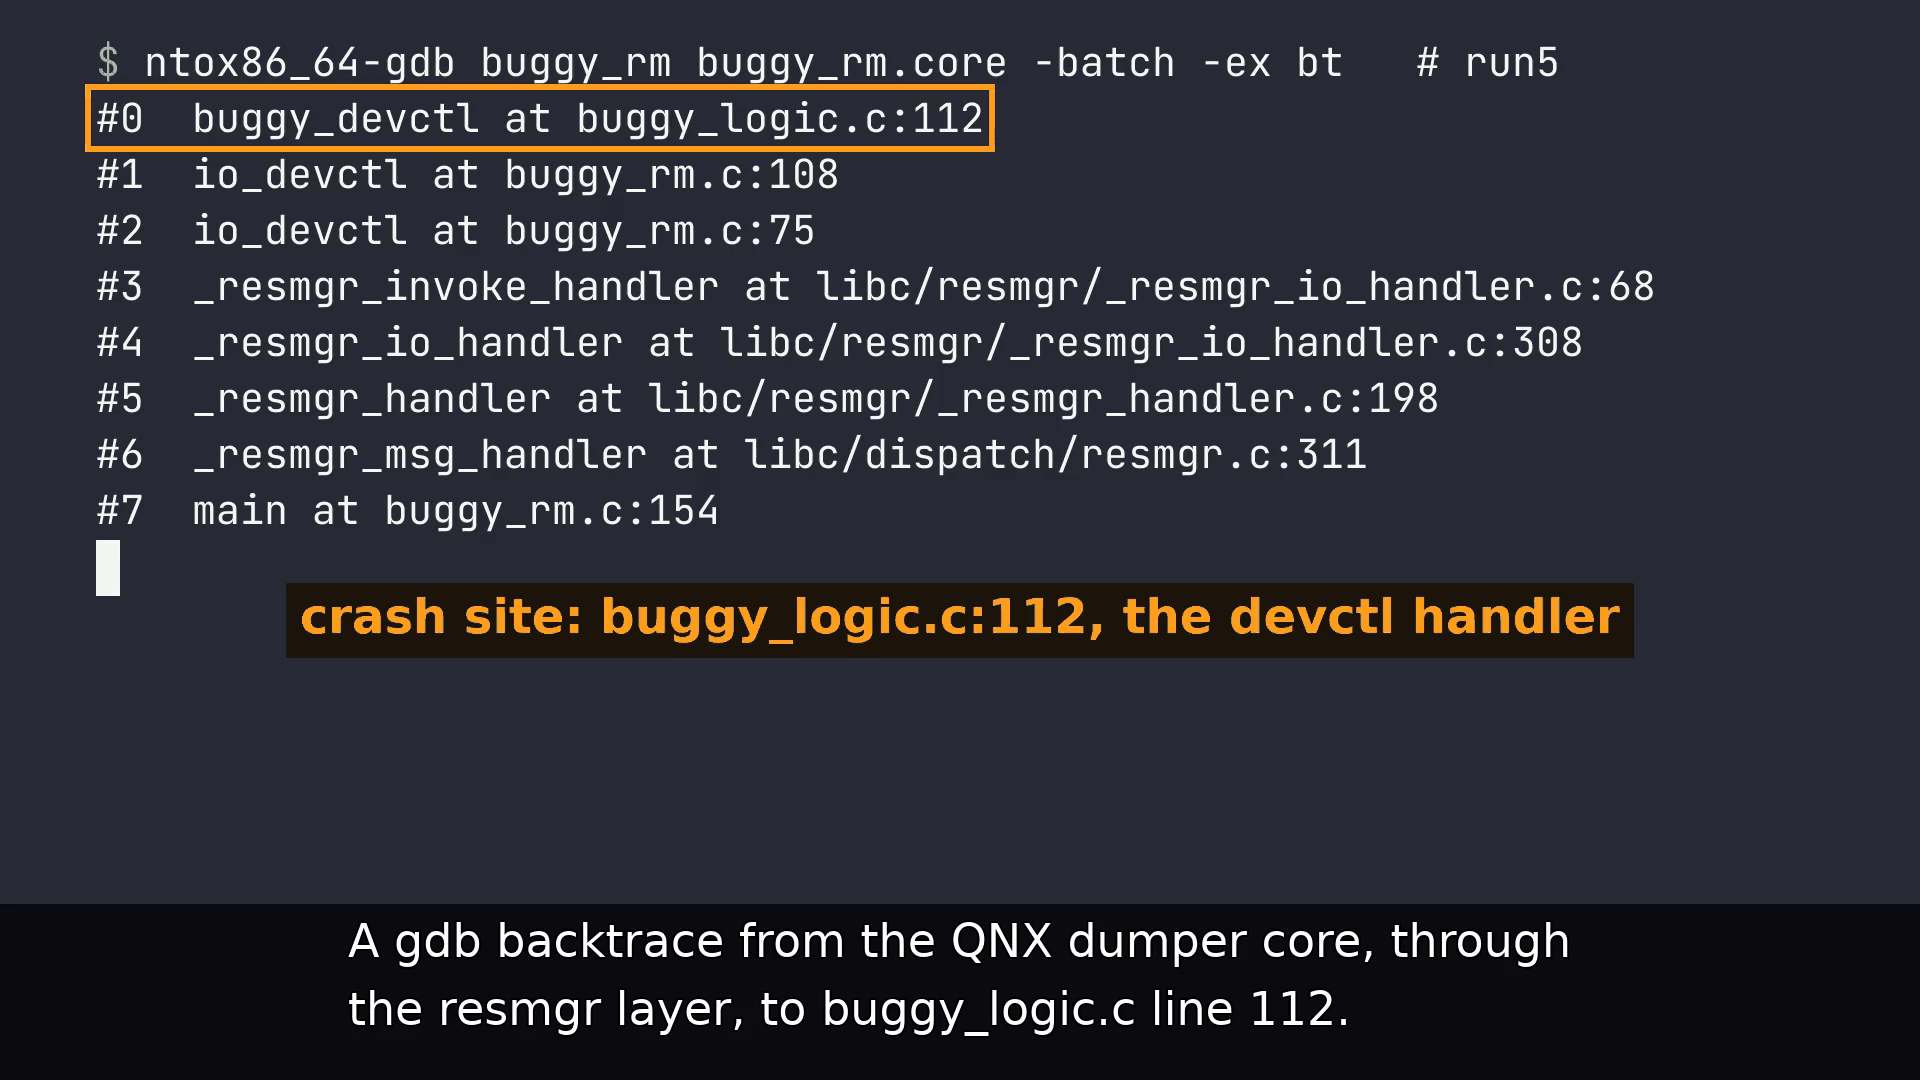 $ ntox86_64-gdb buggy_rm buggy_rm.core -batch -ex bt   # run5
#0  buggy_devctl at buggy_logic.c:112
#1  io_devctl at buggy_rm.c:108
#2  io_devctl at buggy_rm.c:75
#3  _resmgr_invoke_handler at libc/resmgr/_resmgr_io_handler.c:68
#4  _resmgr_io_handler at libc/resmgr/_resmgr_io_handler.c:308
#5  _resmgr_handler at libc/resmgr/_resmgr_handler.c:198
#6  _resmgr_msg_handler at libc/dispatch/resmgr.c:311
#7  main at buggy_rm.c:154
crash site: buggy_logic.c:112, the devctl handler
A gdb backtrace from the QNX dumper core, through
the resmgr layer, to buggy_logic.c line 112.